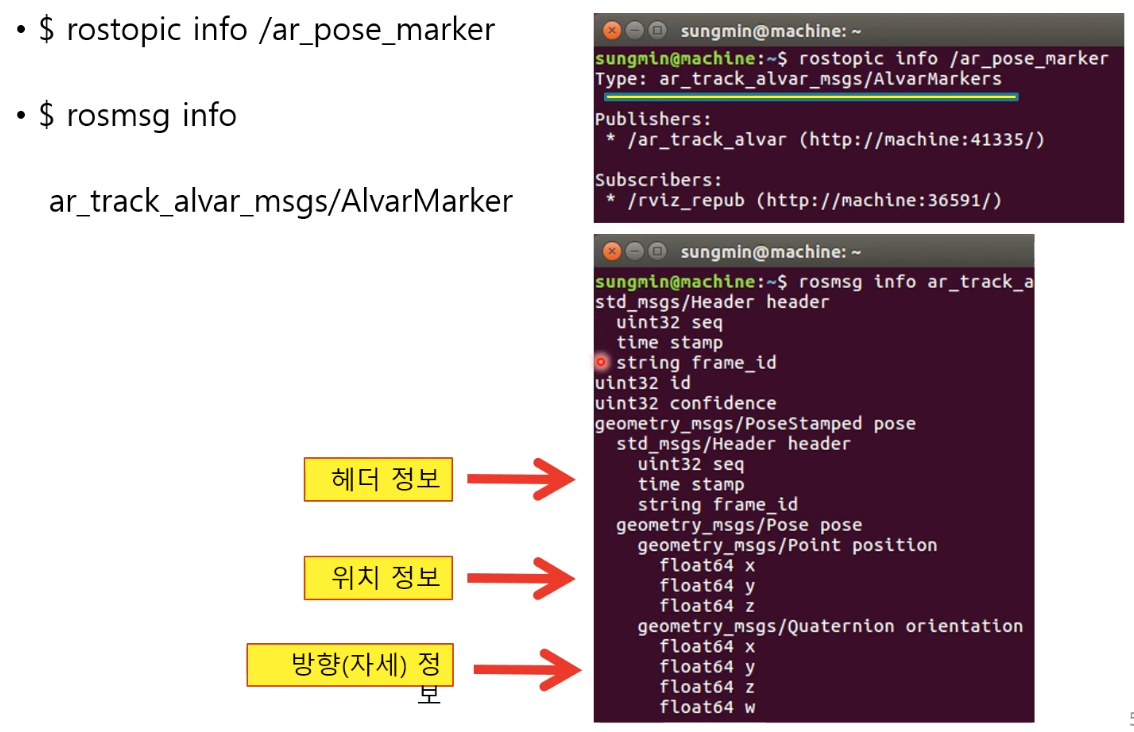 • $ rostopic info /ar_pose_marker
• $ rosmsg info
ar_track_alvar_msgs/AlvarMarker
sungmin@machine: ~
sungmin@machine:~$ rostopic info /ar_pose_marker
Type: ar_track_alvar_msgs/AlvarMarkers
Publishers:
* /ar_track_alvar (http://machine:41335/)
Subscribers:
* /rviz_repub (http://machine:36591/)
sungmin@machine: ~
sungmin@machine:~$ rosmsg info ar_track_a
std_msgs/Header header
uint32 seq
time stamp
string frame_id
uint32 id
uint32 confidence
geometry_msgs/PoseStamped pose
std_msgs/Header header
uint32 seq
time stamp
string frame_id
geometry_msgs/Pose pose
geometry_msgs/Point position
float64 x
float64 y
float64 z
geometry_msgs/Quaternion orientation
float64 x
float64 y
float64 z
float64 w
헤더 정보
위치 정보
방향(자세) 정
보